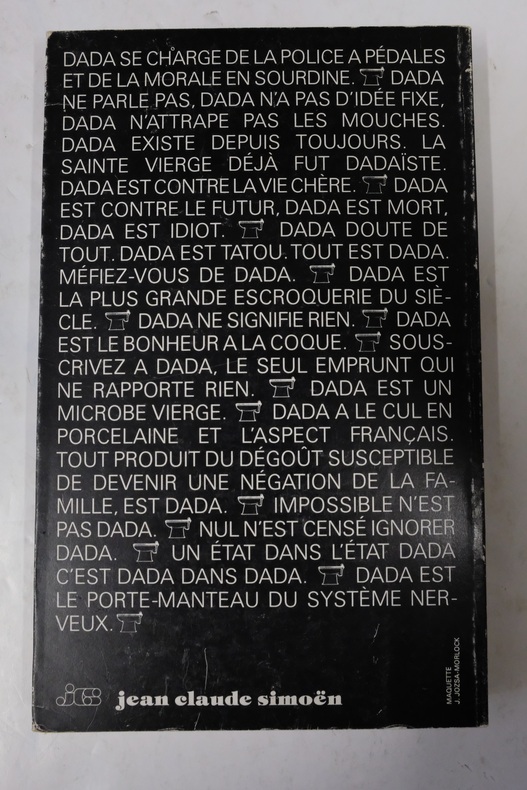 DADA SE CHARGE DE LA POLICE A PÉDALES
ET DE LA MORALE EN SOURDINE. DADA
NE PARLE PAS, DADA N'A PAS D'IDÉE FIXE,
DADA N'ATTRAPE PAS LES MOUCHES.
DADA EXISTE DEPUIS TOUJOURS. LA
SAINTE VIERGE DÉJÀ FUT DADAÏSTE.
DADA EST CONTRE LA VIE CHÈRE. DADA
EST CONTRE LE FUTUR, DADA EST MORT,
DADA EST IDIOT. DADA DOUTE DE
TOUT. DADA EST TATOU. TOUT EST DADA.
MÉFIEZ-VOUS DE DADA. DADA EST
LA PLUS GRANDE ESCROQUERIE DU SIÈ-
CLE. DADA NE SIGNIFIE RIEN. DADA
EST LE BONHEUR A LA COQUE. SOUS-
CRIVEZ A DADA, LE SEUL EMPRUNT QUI
NE RAPPORTE RIEN. DADA EST UN
MICROBE VIERGE. DADA A LE CUL EN
PORCELAINE ET L'ASPECT FRANÇAIS.
TOUT PRODUIT DU DÉGOÛT SUSCEPTIBLE
DE DEVENIR UNE NÉGATION DE LA FA-
MILLE, EST DADA. IMPOSSIBLE N'EST
PAS DADA. NUL N'EST CENSÉ IGNORER
DADA. UN ÉTAT DANS L'ÉTAT DADA
C'EST DADA DANS DADA. DADA EST
LE PORTE-MANTEAU DU SYSTÈME NER-
VEUX.
jcs jean claude simoën
MAQUETTE
J. JOZSA-MORLOCK